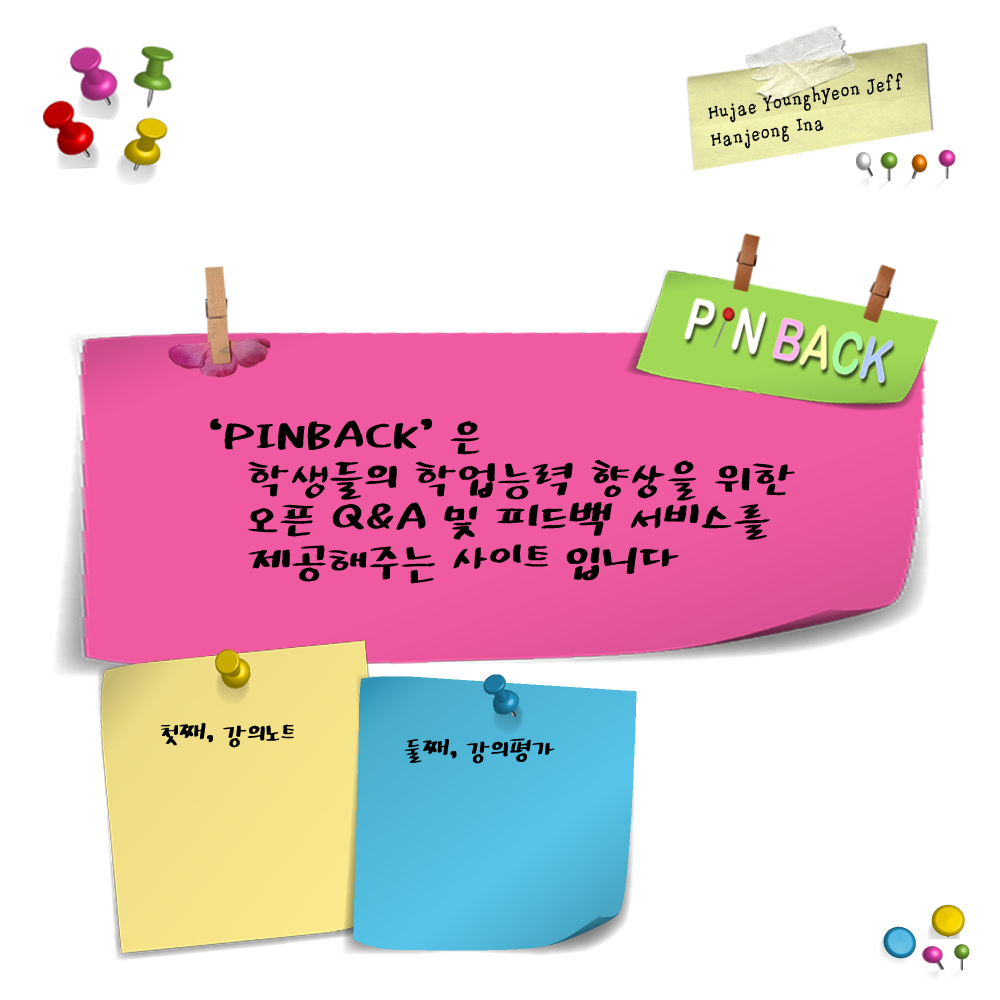 Hujae Younghyeon Jeff
Hanjeong Ina
PiN BACK
‘PINBACK’ 은
학생들의 학업능력 향상을 위한
오픈 Q&A 및 피드백 서비스를
제공해주는 사이트 입니다
첫째, 강의노트
둘째, 강의평가